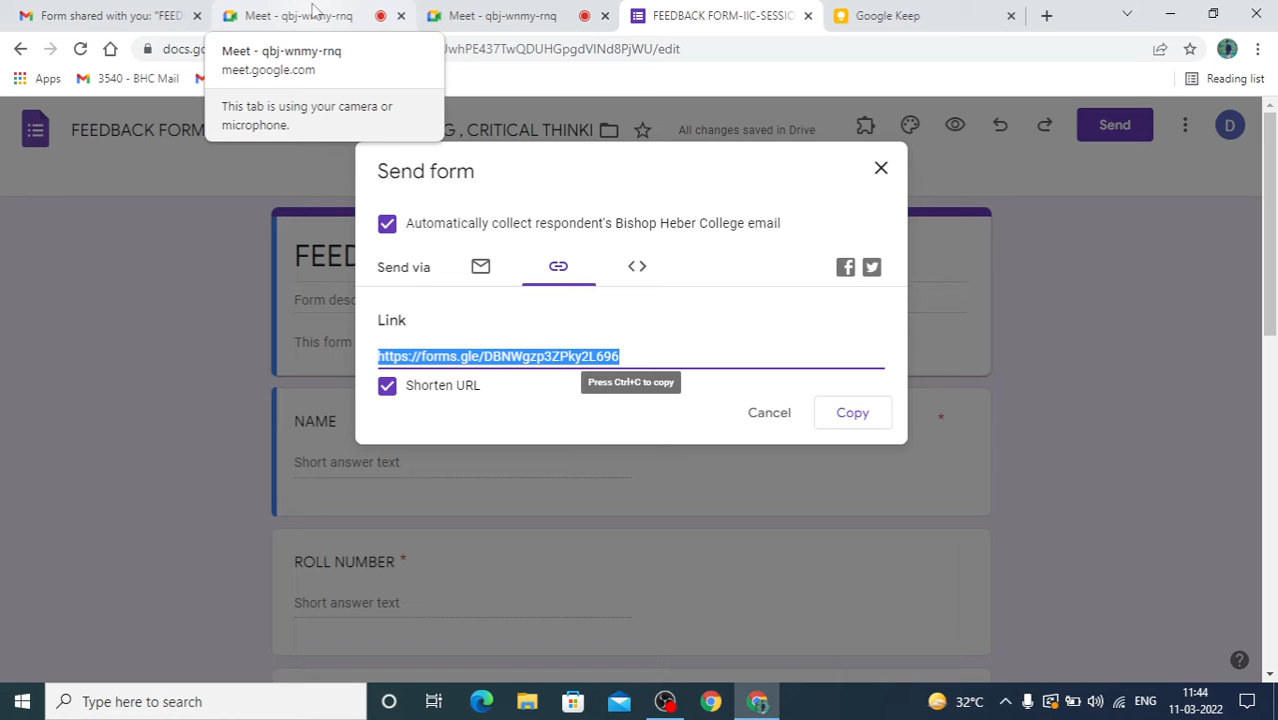 Form shared with you: "FEED
Meet - qbj-wnmy-rnq
Meet - qbj-wnmy-rnq
FEEDBACK FORM-IIC-SESSIO
Google Keep
docs.go
JwhPE437TwQDUHGpgdVINd8PjWU/edit
Meet - qbj-wnmy-rnq
meet.google.com
This tab is using your camera or
microphone.
Apps
3540 - BHC Mail
Reading list
FEEDBACK FORM
G , CRITICAL THINKI
All changes saved in Drive
Send
D
Send form
Automatically collect respondent's Bishop Heber College email
Send via
Link
https://forms.gle/DBNWgzp3ZPky2L696
Press Ctrl+C to copy
Shorten URL
Cancel
Copy
FEED
Form desc
This form
NAME
*
Short answer text
ROLL NUMBER *
Short answer text
Type here to search
32°C
ENG
11:44
11-03-2022